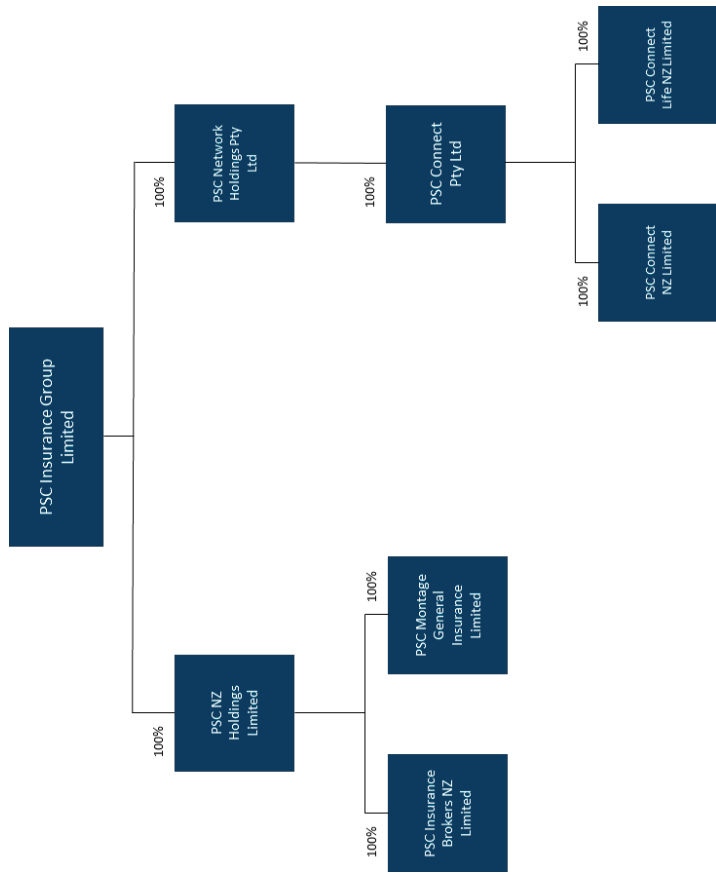 PSC Insurance Group
Limited
100%
PSC NZ
Holdings
Limited
100%
PSC Network
Holdings Pty
Ltd
100%
PSC Insurance
Brokers NZ
Limited
100%
PSC Montage
General
Insurance
Limited
100%
PSC Connect
Pty Ltd
100%
PSC Connect
NZ Limited
100%
PSC Connect
Life NZ Limited